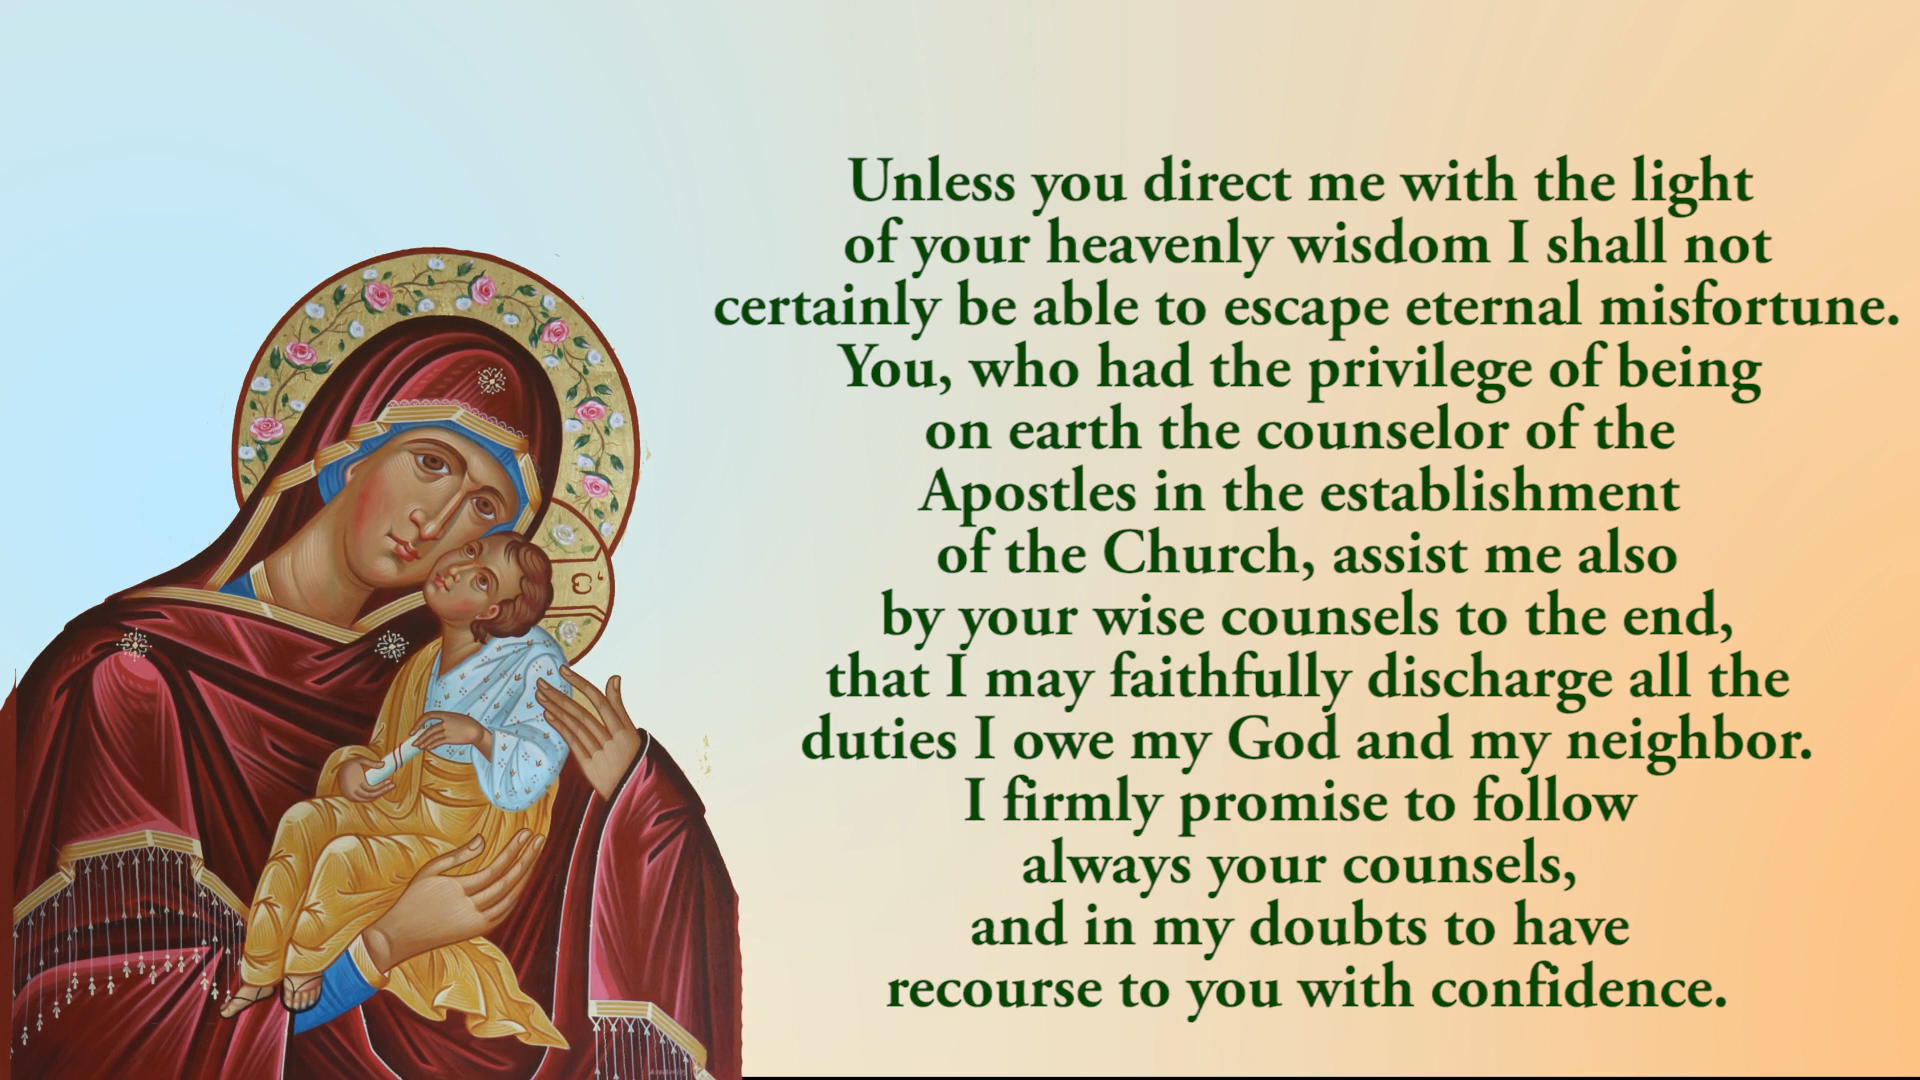 Unless you direct me with the light
of your heavenly wisdom I shall not
certainly be able to escape eternal misfortune.
You, who had the privilege of being
on earth the counselor of the
Apostles in the establishment
of the Church, assist me also
by your wise counsels to the end,
that I may faithfully discharge all the
duties I owe my God and my neighbor.
I firmly promise to follow
always your counsels,
and in my doubts to have
recourse to you with confidence.